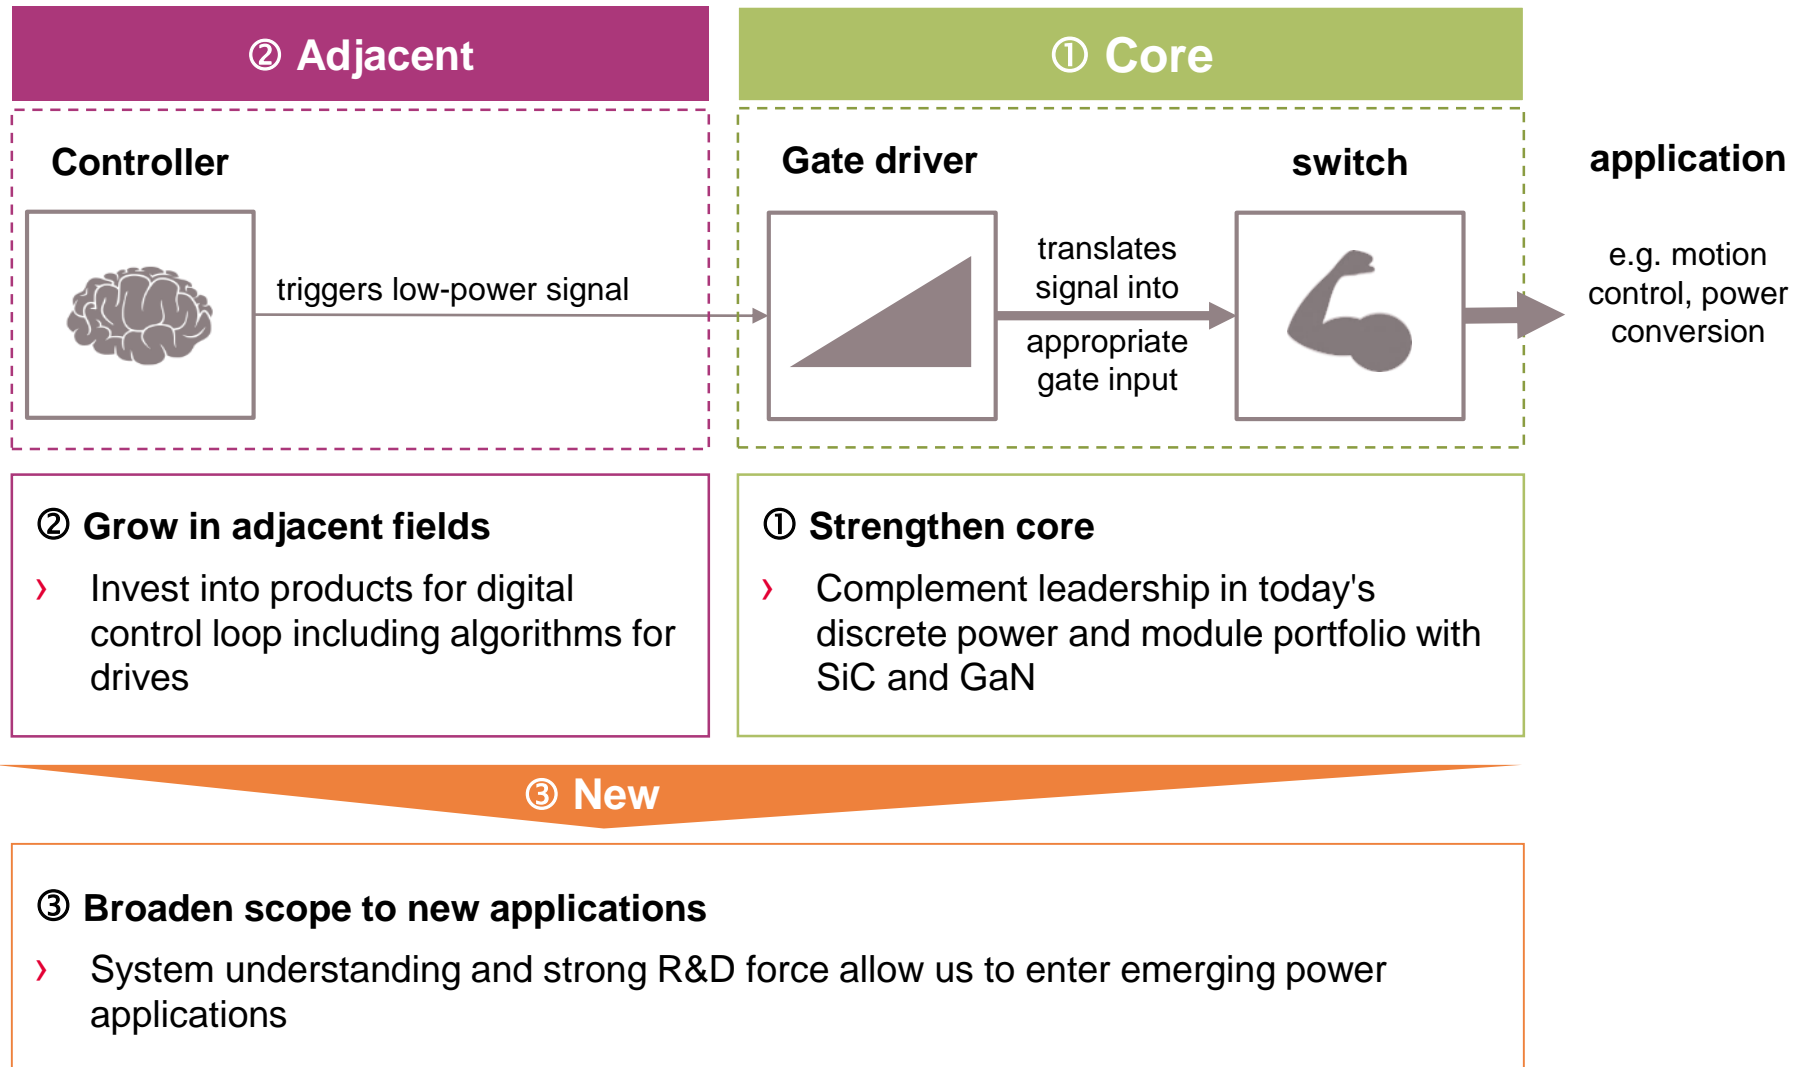 ② Adjacent
① Core
Controller
triggers low-power signal
Gate driver
translates
signal into
appropriate
gate input
switch
application
e.g. motion
control, power
conversion
② Grow in adjacent fields
› Invest into products for digital
control loop including algorithms for
drives
① Strengthen core
› Complement leadership in today's
discrete power and module portfolio with
SiC and GaN
③ New
③ Broaden scope to new applications
› System understanding and strong R&D force allow us to enter emerging power
applications